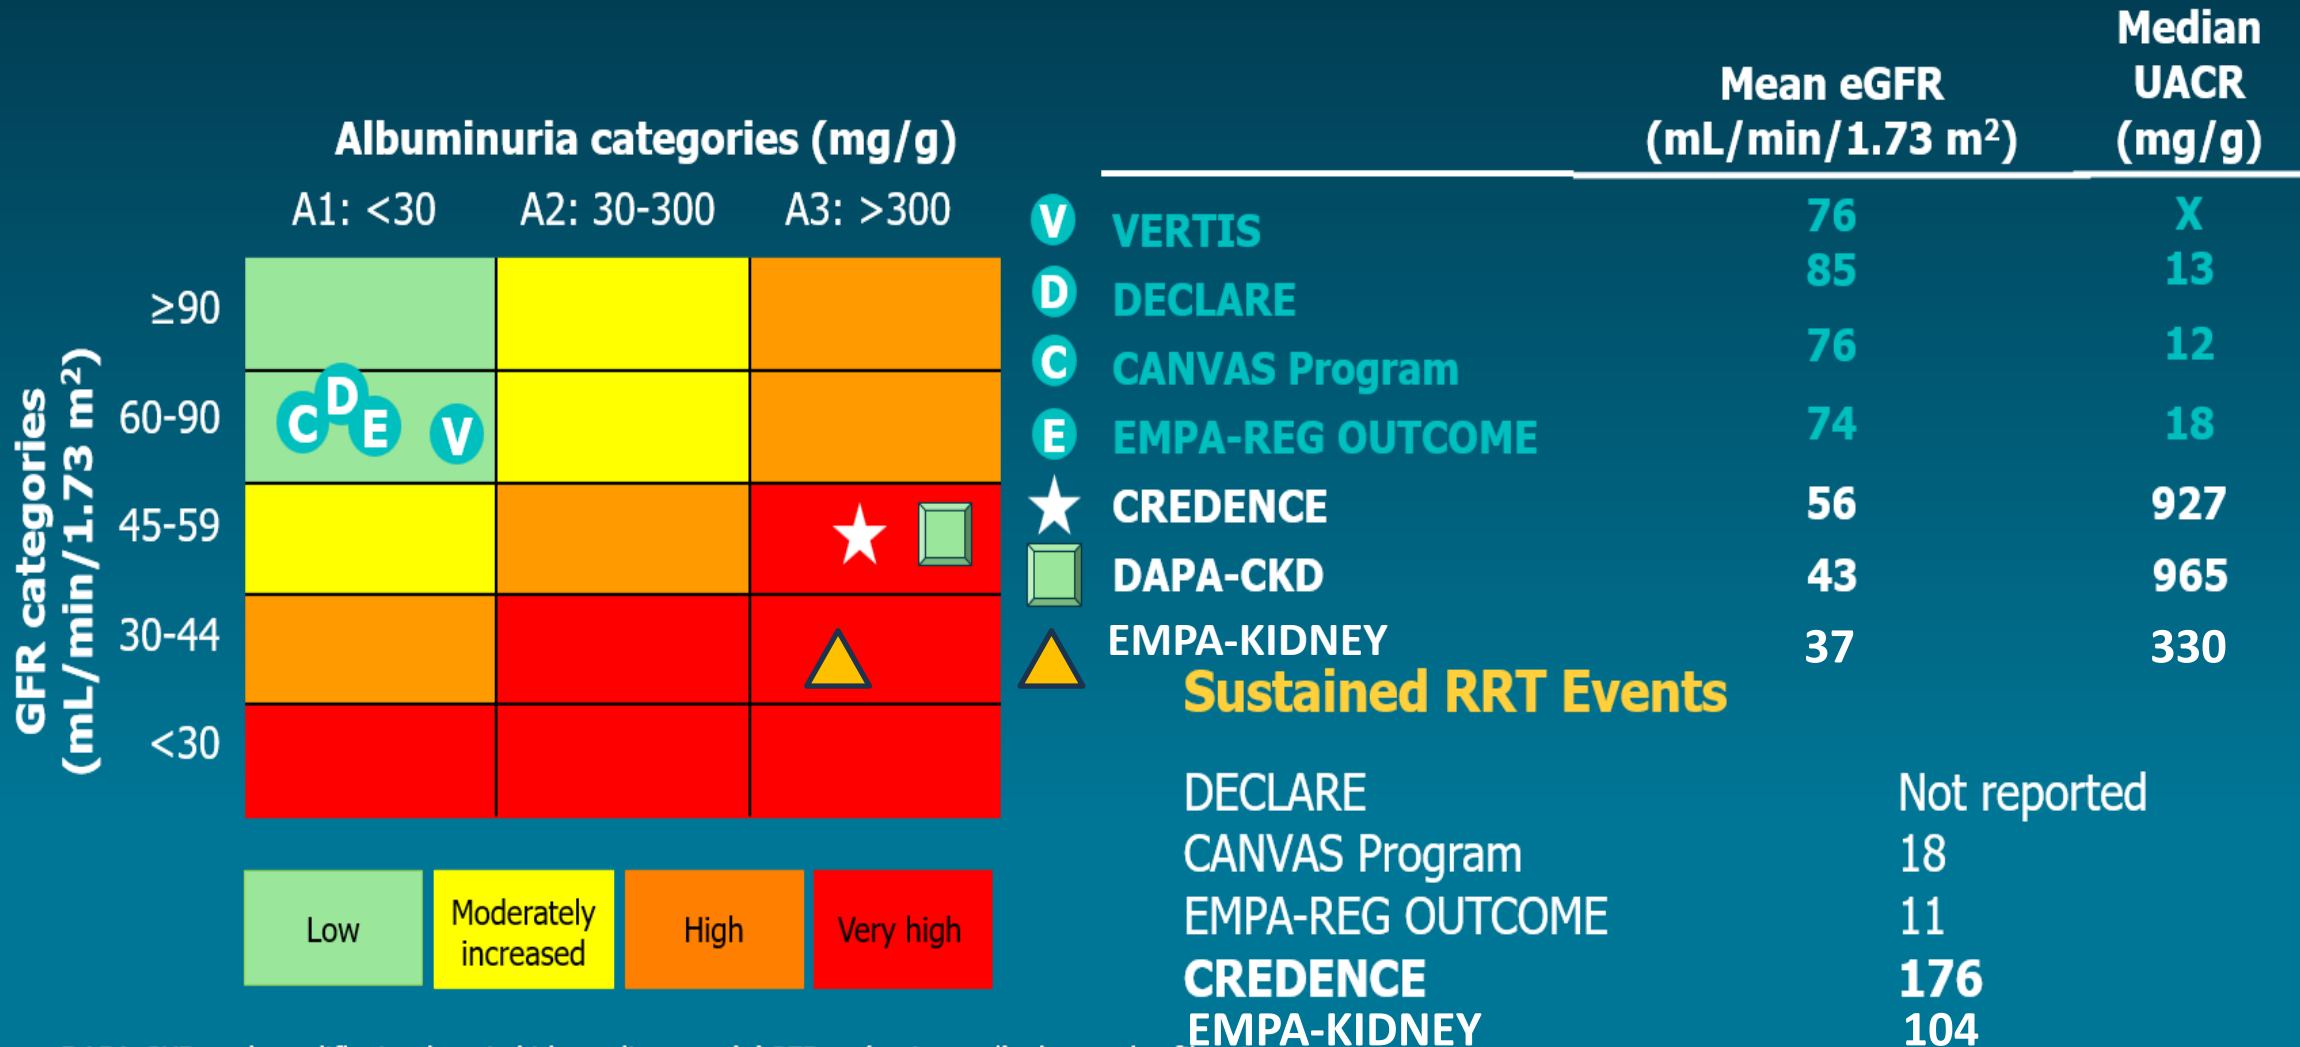 Albuminuria categories (mg/g)
A1: <30 A2: 30-300 A3: >300
GFR categories
(mL/min/1.73 m²)
≥90
60-90
45-59
30-44
<30
C D E V
Low
Moderately
increased
High
Very high
Mean eGFR
(mL/min/1.73 m²)
Median
UACR
(mg/g)
V VERTIS 76 X
D DECLARE 85 13
C CANVAS Program 76 12
E EMPA-REG OUTCOME 74 18
CREDENCE 56 927
DAPA-CKD 43 965
EMPA-KIDNEY 37 330
Sustained RRT Events
DECLARE Not reported
CANVAS Program 18
EMPA-REG OUTCOME 11
CREDENCE 176
EMPA-KIDNEY 104